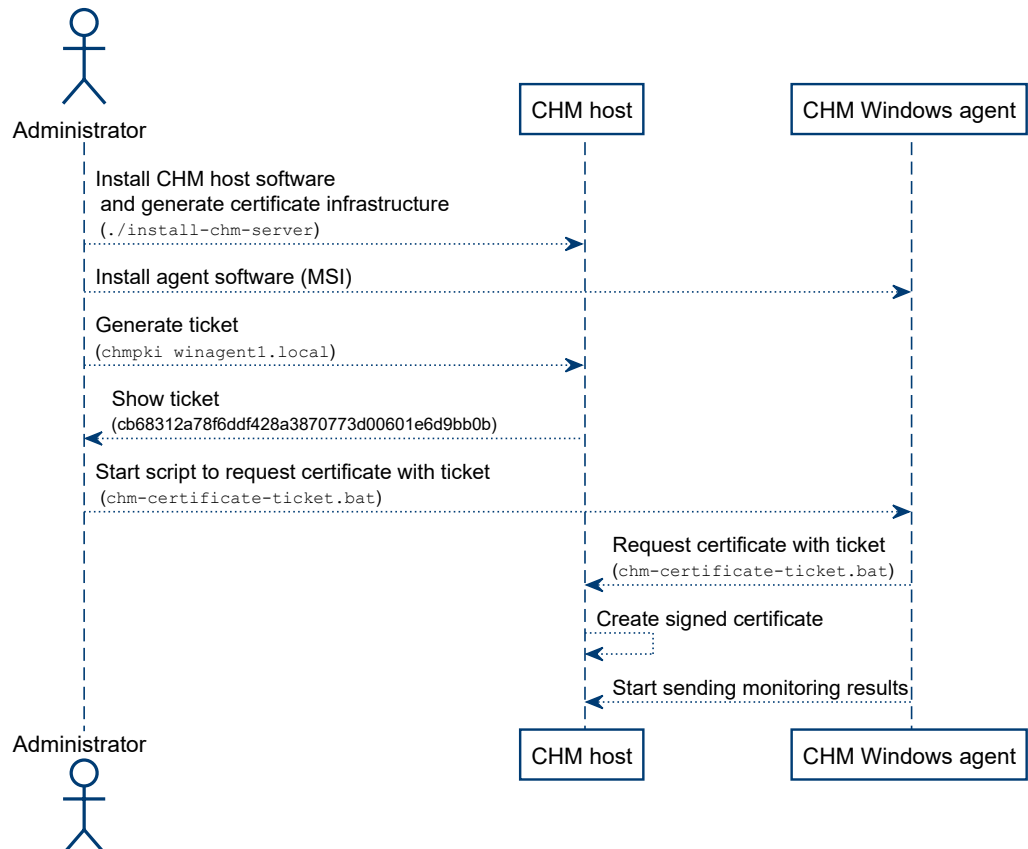 Administrator
CHM host
CHM Windows agent
Install CHM host software
and generate certificate infrastructure
(./install-chm-server)
Install agent software (MSI)
Generate ticket
(chmpki winagent1.local)
Show ticket
(cb68312a78f6ddf428a3870773d00601e6d9bb0b)
Start script to request certificate with ticket
(chm-certificate-ticket.bat)
Request certificate with ticket
(chm-certificate-ticket.bat)
Create signed certificate
Start sending monitoring results
Administrator
CHM host
CHM Windows agent